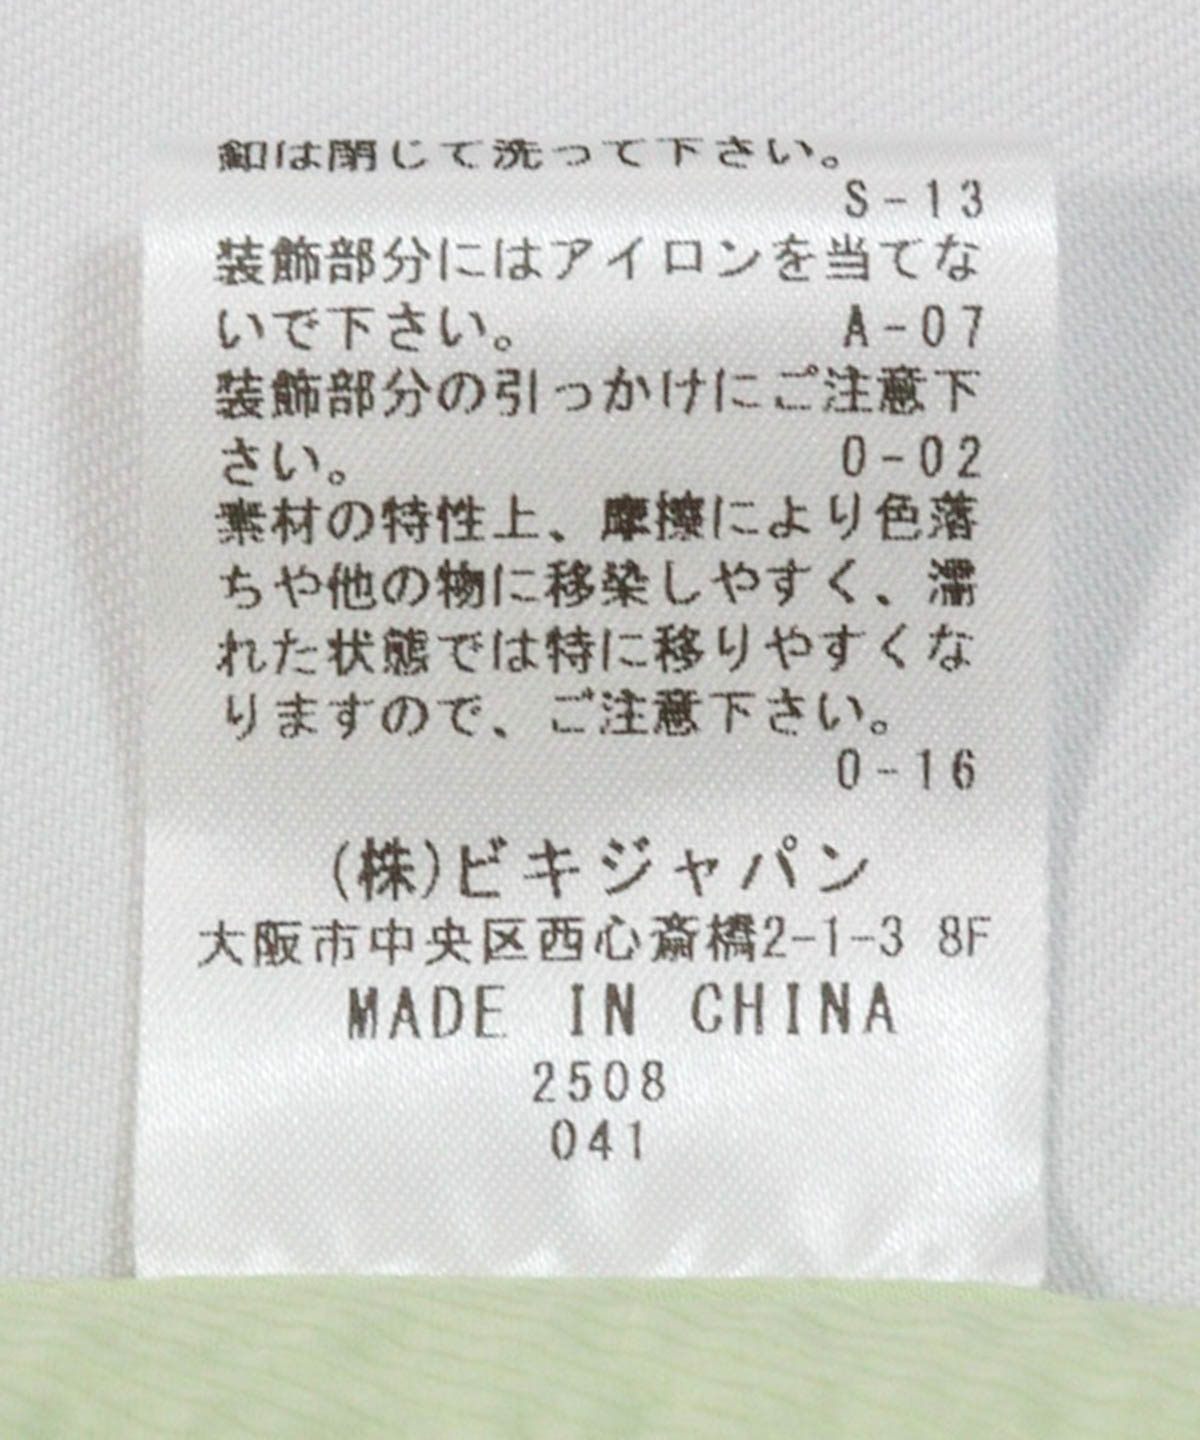 釦は閉じて洗って下さい。
S-13
装飾部分にはアイロンを当てな
いで下さい。 A-07
装飾部分の引っかけにご注意下
さい。 0-02
素材の特性上、摩擦により色落
ちや他の物に移染しやすく、濡
れた状態では特に移りやすくな
りますので、ご注意下さい。
0-16
(株)ビキジャパン
大阪市中央区西心斎橋2-1-3 8F
MADE IN CHINA
2508
041